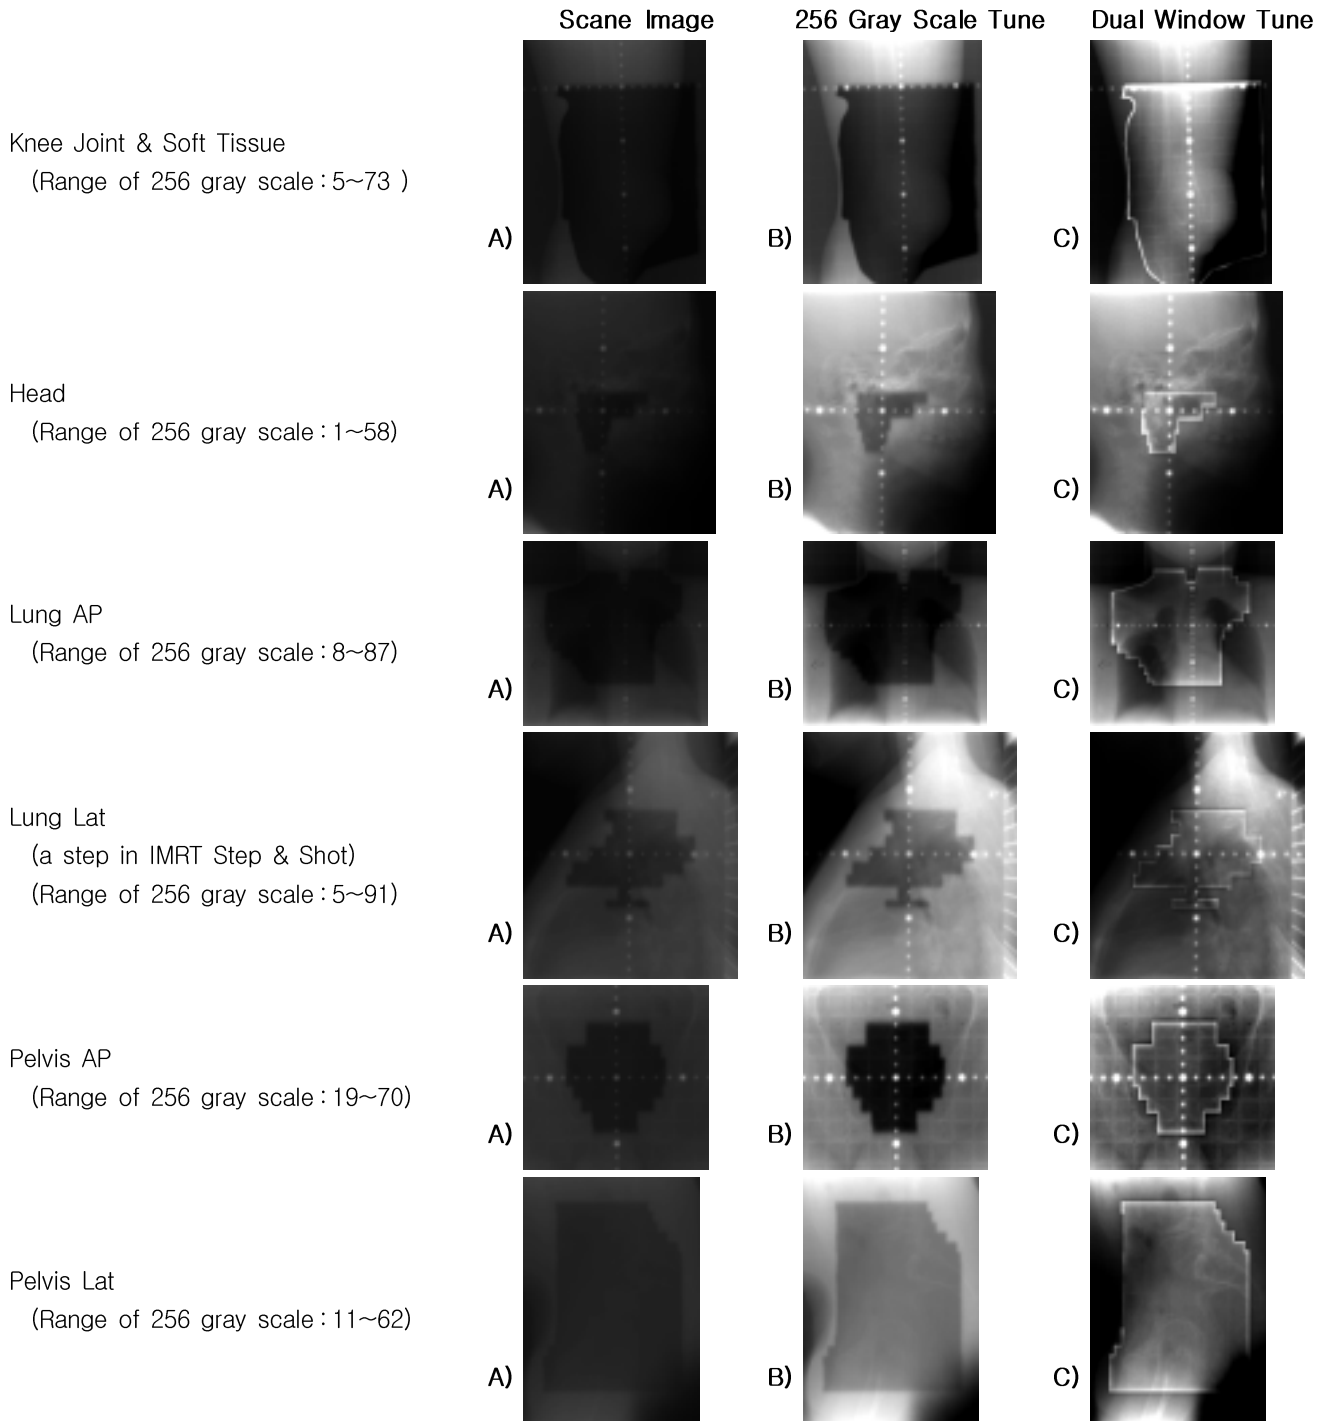 Scane Image 256 Gray Scale Tune Dual Window Tune
Knee Joint & Soft Tissue
(Range of 256 gray scale : 5~73 )
A) B) C)
Head
(Range of 256 gray scale : 1~58)
A) B) C)
Lung AP
(Range of 256 gray scale : 8~87)
A) B) C)
Lung Lat
(a step in IMRT Step & Shot)
(Range of 256 gray scale : 5~91)
A) B) C)
Pelvis AP
(Range of 256 gray scale : 19~70)
A) B) C)
Pelvis Lat
(Range of 256 gray scale : 11~62)
A) B) C)